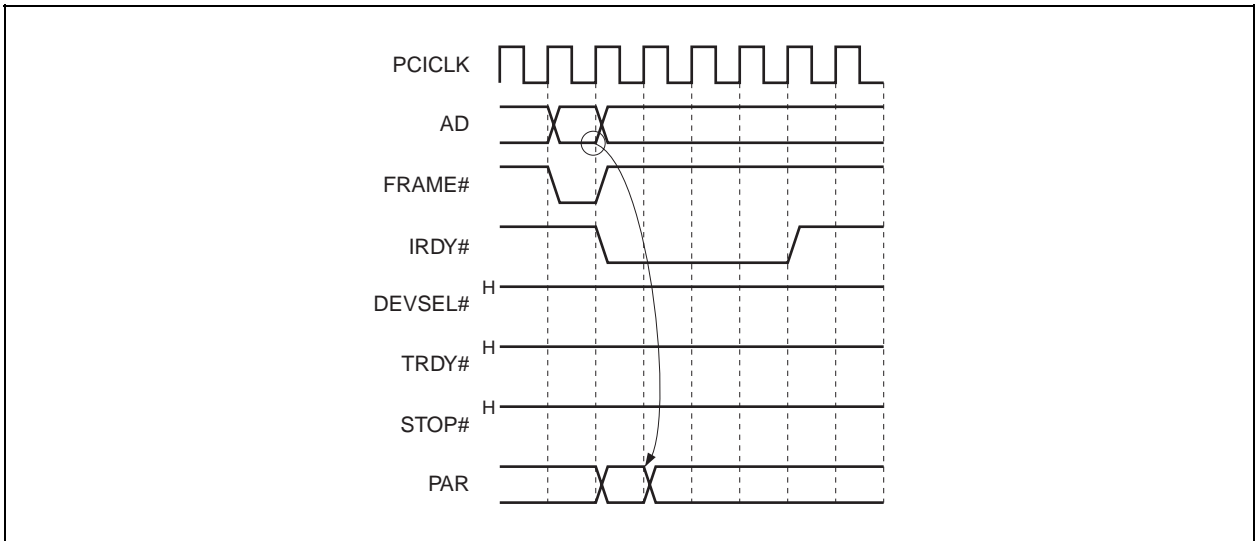 PCICLK
AD
FRAME#
IRDY#
H
DEVSEL#
H
TRDY#
H
STOP#
PAR